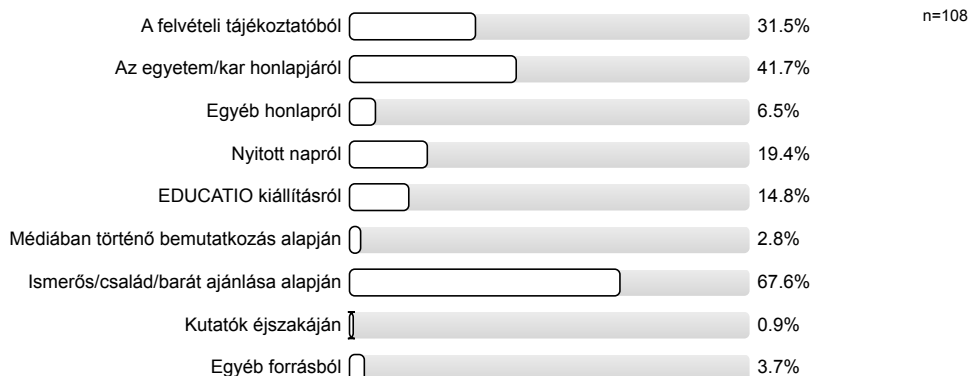 A felvételi tájékoztatóból 31.5% n=108
Az egyetem/kar honlapjáról 41.7%
Egyéb honlapról 6.5%
Nyitott napról 19.4%
EDUCATIO kiállításról 14.8%
Médiában történő bemutatkozás alapján 2.8%
Ismerős/család/barát ajánlása alapján 67.6%
Kutatók éjszakáján 0.9%
Egyéb forrásból 3.7%